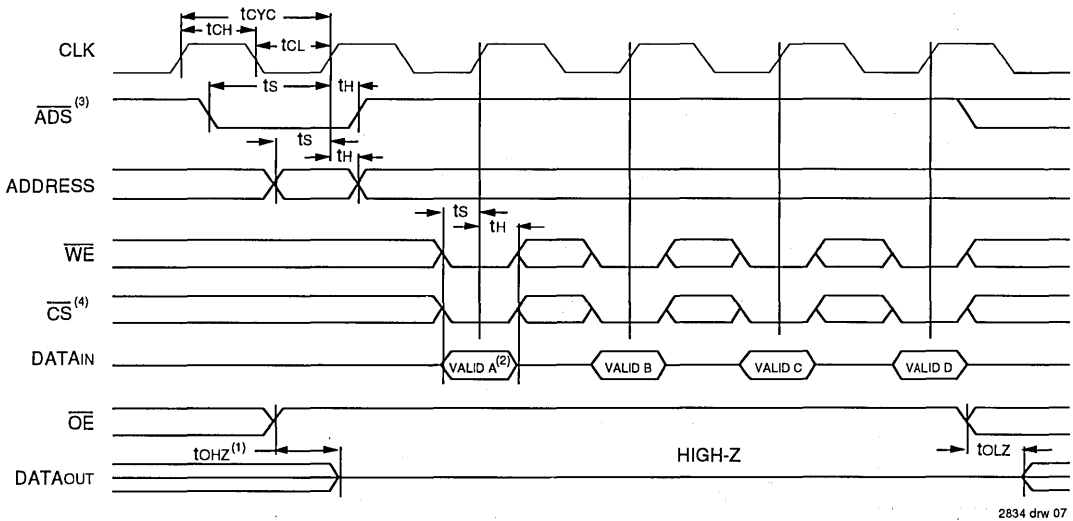 tCYC
tCH
tCL
CLK
tS
tH
ADS (3)
tS
tH
ADDRESS
tS
tH
WE
CS (4)
DATAIN
VALID A(2)
VALID B
VALID C
VALID D
OE
tOHZ(1)
HIGH-Z
tOLZ
DATAOUT
2834 drw 07